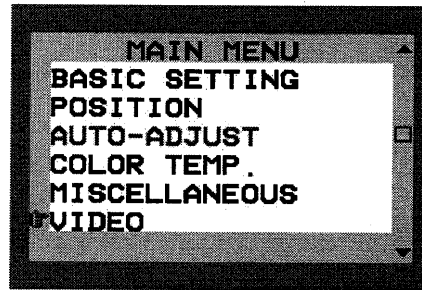 MAIN MENU
BASIC SETTING
POSITION
AUTO-ADJUST
COLOR TEMP.
MISCELLANEOUS
VIDEO